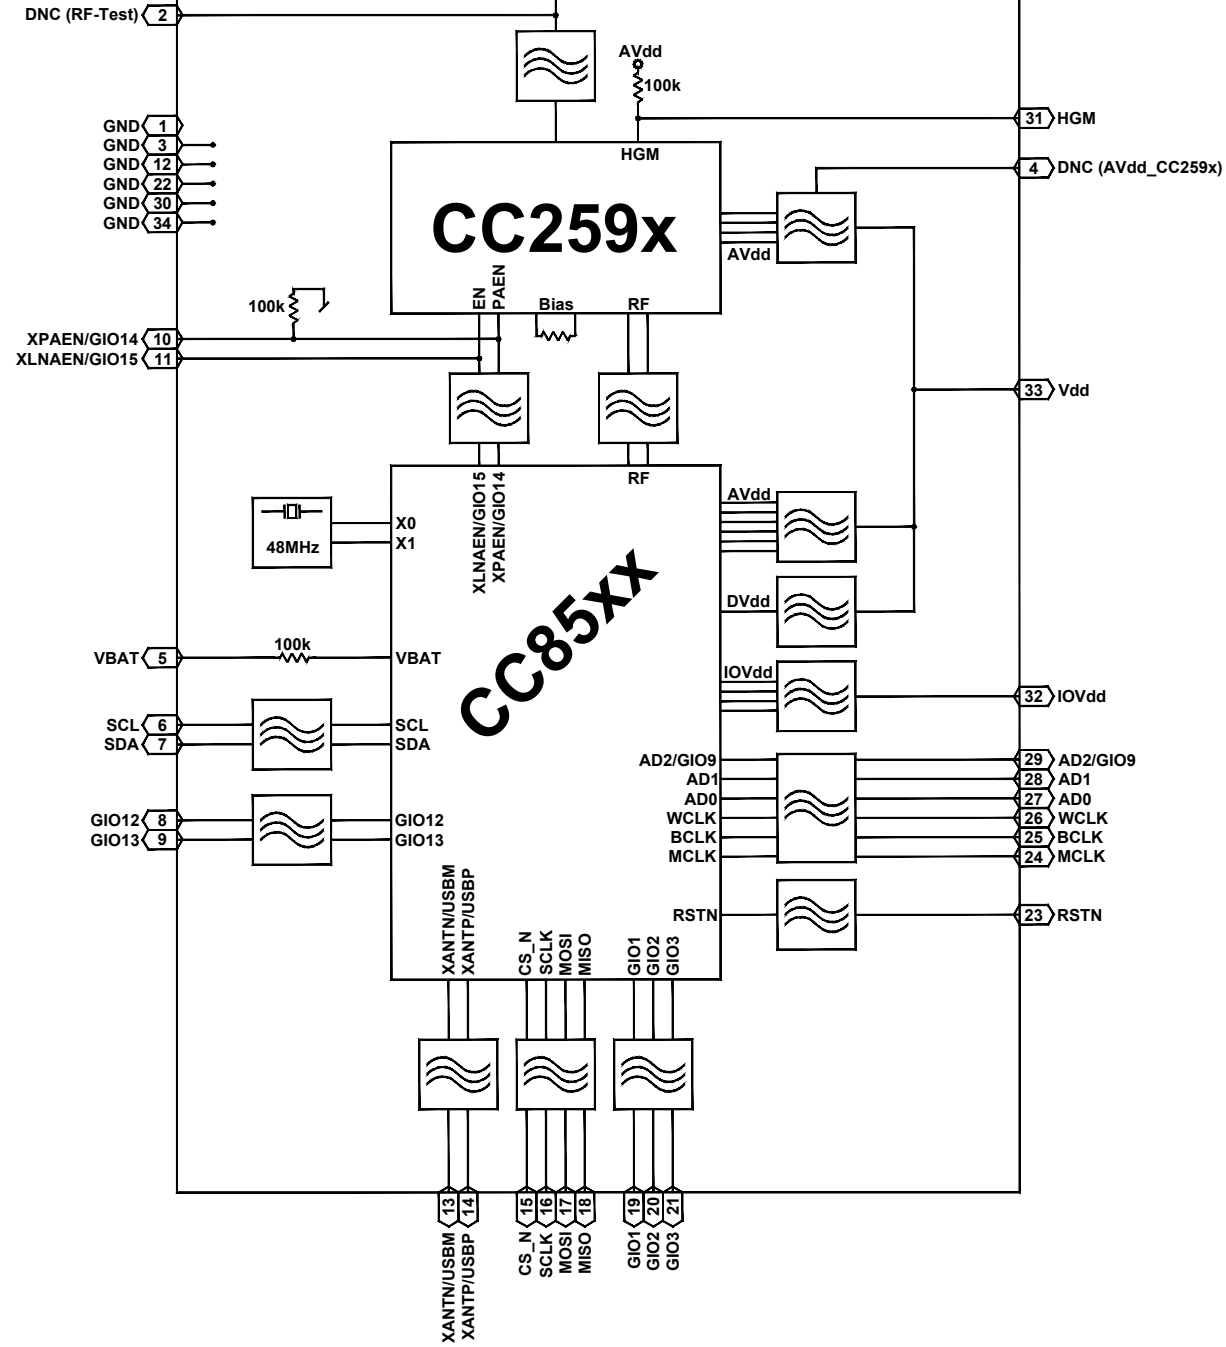 DNC (RF-Test) 2
AVdd
100k
31 HGM
GND 1
GND 3
GND 12
GND 22
GND 30
GND 34
HGM
4 DNC (AVdd_CC259x)
CC259x
AVdd
EN
PAEN
Bias
RF
100k
XPAEN/GIO14 10
XLNAEN/GIO15 11
33 Vdd
XLNAEN/GIO15
XPAEN/GIO14
RF
AVdd
X0
X1
48MHz
CC85xx
DVdd
100k
VBAT 5
VBAT
IOVdd
32 IOVdd
SCL 6
SDA 7
SCL
SDA
AD2/GIO9
AD1
AD0
WCLK
BCLK
MCLK
29 AD2/GIO9
28 AD1
27 AD0
26 WCLK
25 BCLK
24 MCLK
GIO12 8
GIO13 9
GIO12
GIO13
RSTN
23 RSTN
XANTN/USBM
XANTP/USBP
CS_N
SCLK
MOSI
MISO
GIO1
GIO2
GIO3
XANTN/USBM 13
XANTP/USBP 14
CS_N 15
SCLK 16
MOSI 17
MISO 18
GIO1 19
GIO2 20
GIO3 21